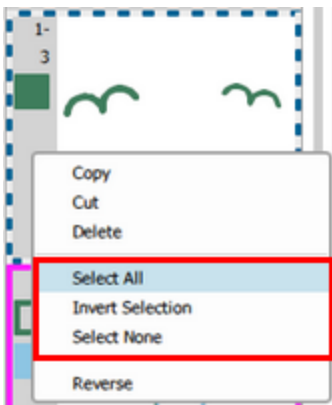 1-
3
Copy
Cut
Delete
Select All
Invert Selection
Select None
Reverse